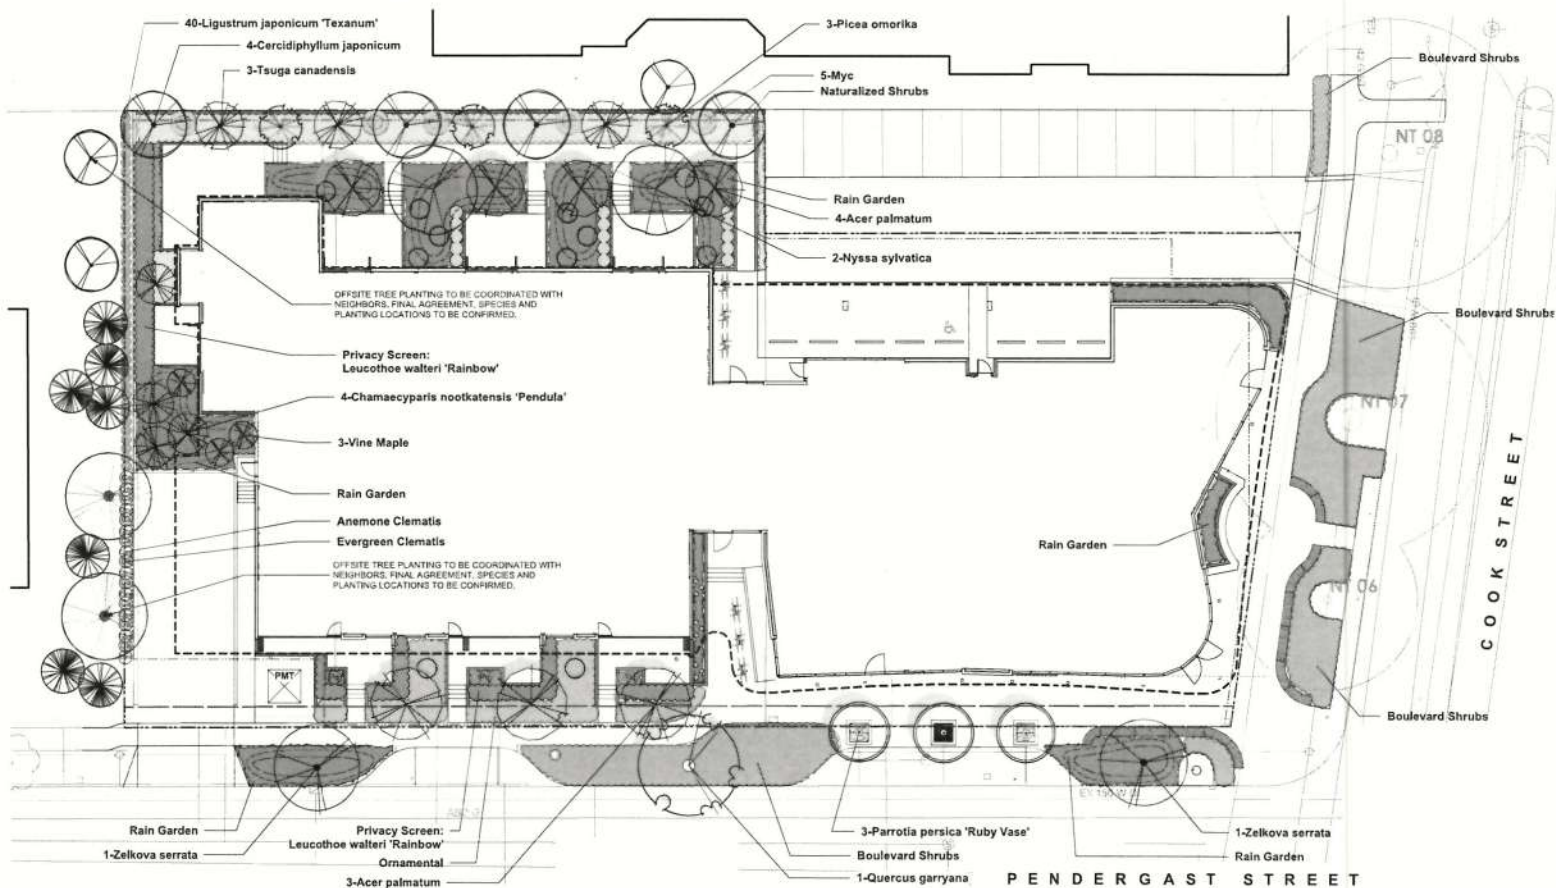 40-Ligustrum japonicum 'Texanum'
4-Cercidiphyllum japonicum
3-Tsuga canadensis
3-Picea omorika
5-Myc
Naturalized Shrubs
Boulevard Shrubs
NT 08
Rain Garden
4-Acer palmatum
2-Nyssa sylvatica
OFFSITE TREE PLANTING TO BE COORDINATED WITH
NEIGHBORS, FINAL AGREEMENT, SPECIES AND
PLANTING LOCATIONS TO BE CONFIRMED.
Boulevard Shrubs
Privacy Screen:
Leucothoe walteri 'Rainbow'
4-Chamaecyparis nootkatensis 'Pendula'
NT 07
3-Vine Maple
Rain Garden
Anemone Clematis
Evergreen Clematis
Rain Garden
COOK STREET
OFFSITE TREE PLANTING TO BE COORDINATED WITH
NEIGHBORS, FINAL AGREEMENT, SPECIES AND
PLANTING LOCATIONS TO BE CONFIRMED.
NT 06
PMT
Boulevard Shrubs
Rain Garden
1-Zelkova serrata
Privacy Screen:
Leucothoe walteri 'Rainbow'
Ornamental
3-Acer palmatum
3-Parrotia persica 'Ruby Vase'
Boulevard Shrubs
1-Quercus garryana
1-Zelkova serrata
Rain Garden
PENDERGAST STREET